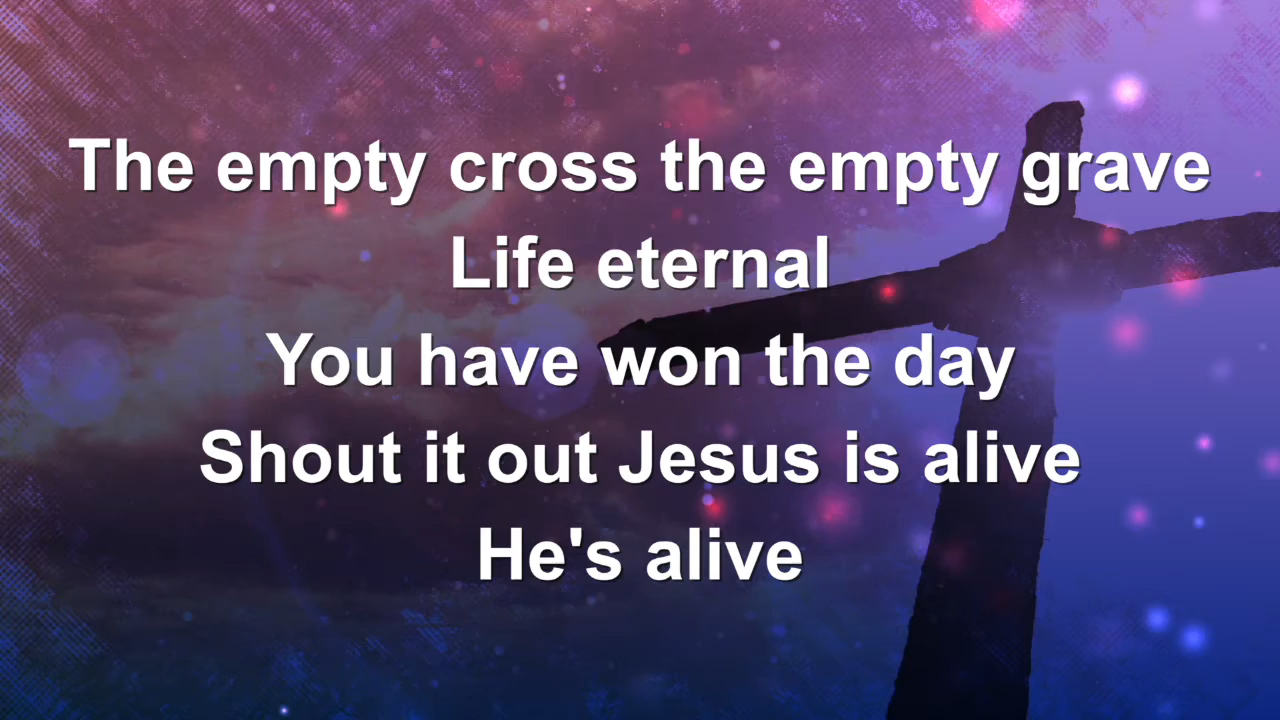 The empty cross the empty grave
Life eternal
You have won the day
Shout it out Jesus is alive
He's alive